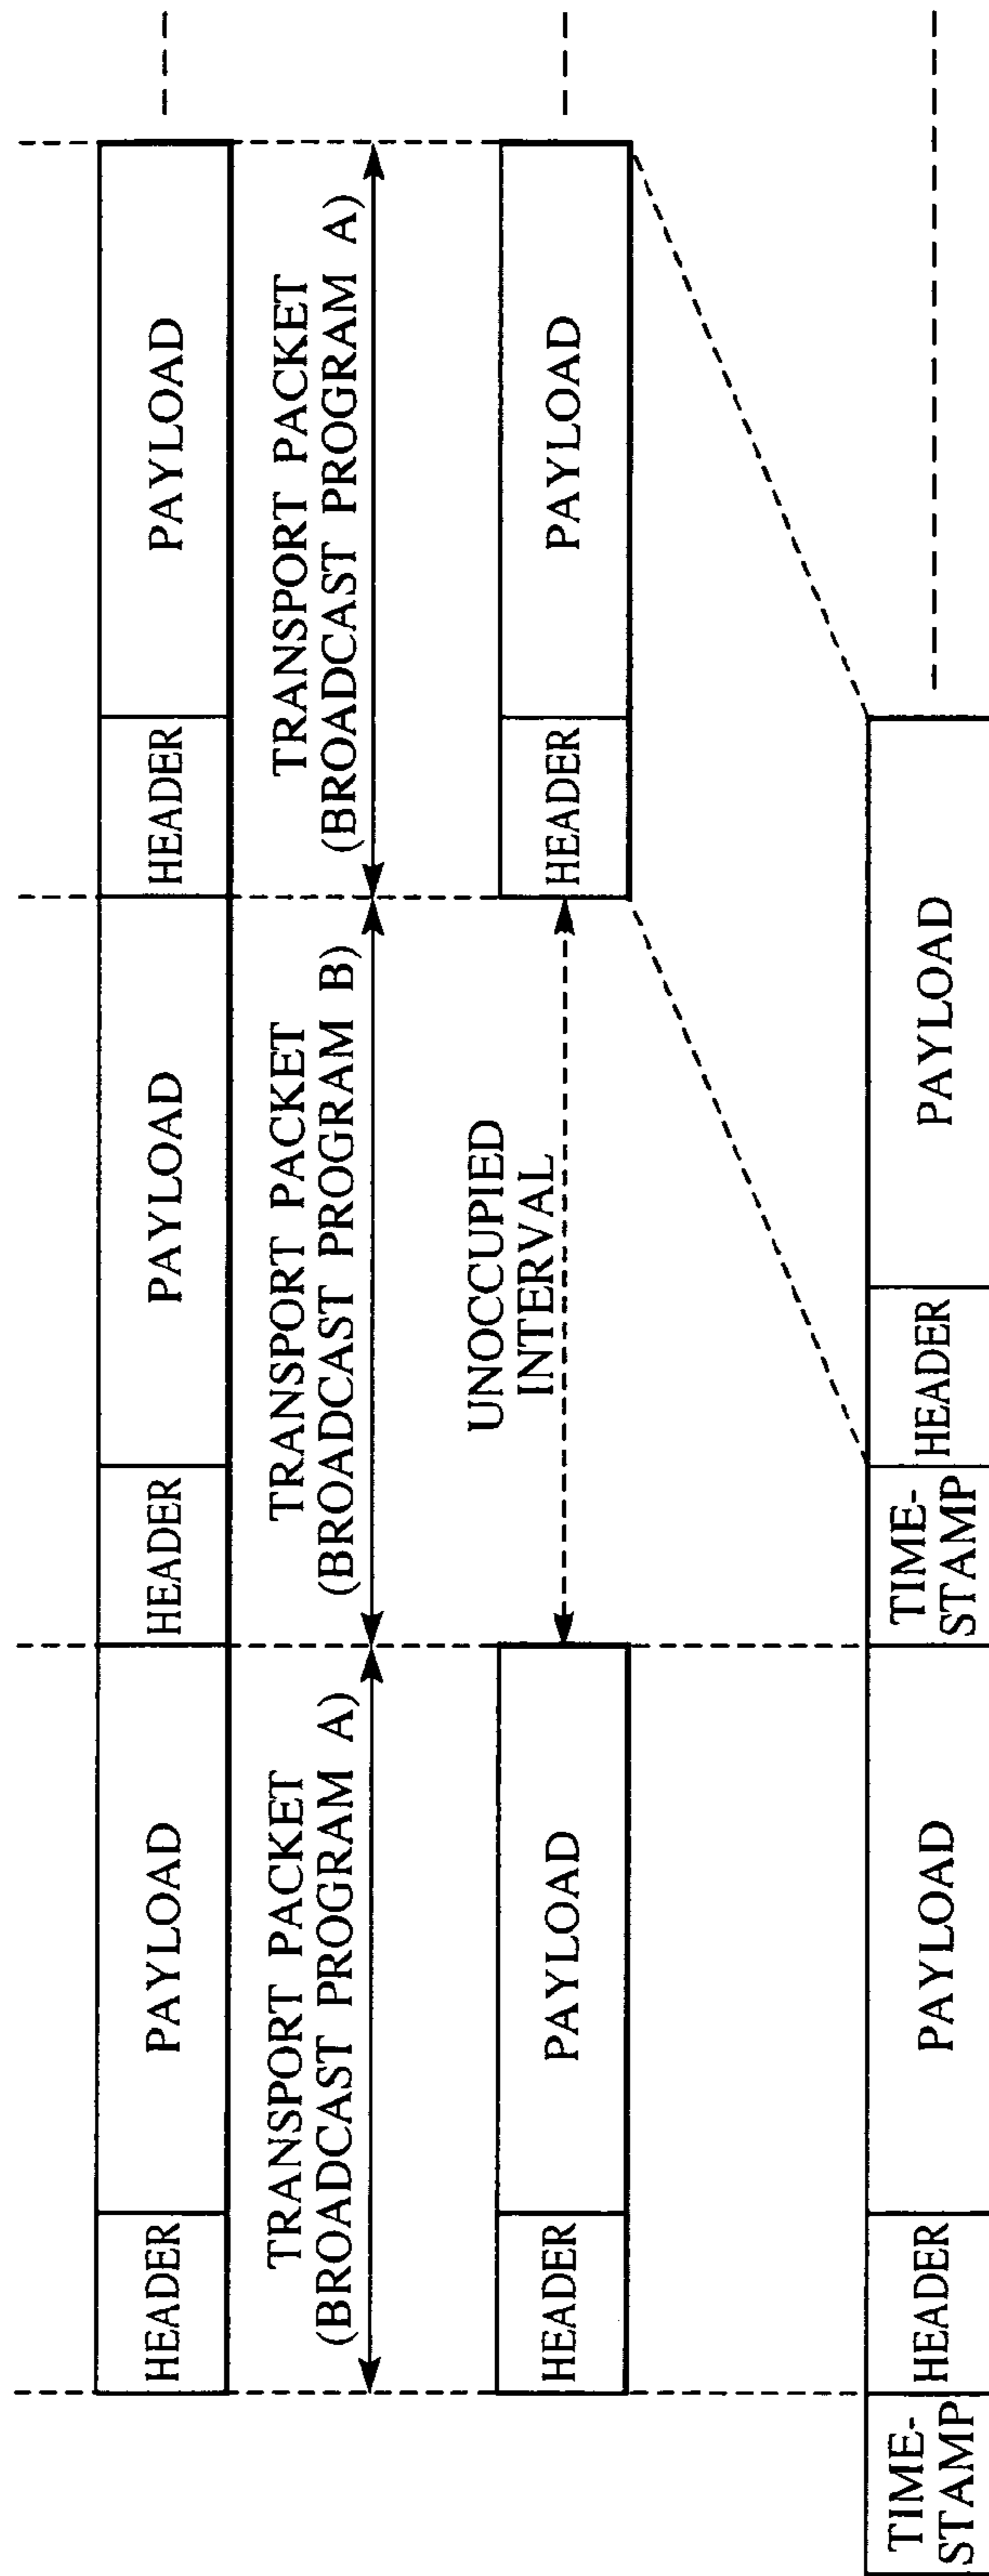 HEADER
PAYLOAD
HEADER
PAYLOAD
HEADER
PAYLOAD
TRANSPORT PACKET
(BROADCAST PROGRAM A)
TRANSPORT PACKET
(BROADCAST PROGRAM B)
TRANSPORT PACKET
(BROADCAST PROGRAM A)
HEADER
PAYLOAD
UNOCCUPIED
INTERVAL
HEADER
PAYLOAD
TIME-
STAMP
HEADER
PAYLOAD
TIME-
STAMP
HEADER
PAYLOAD